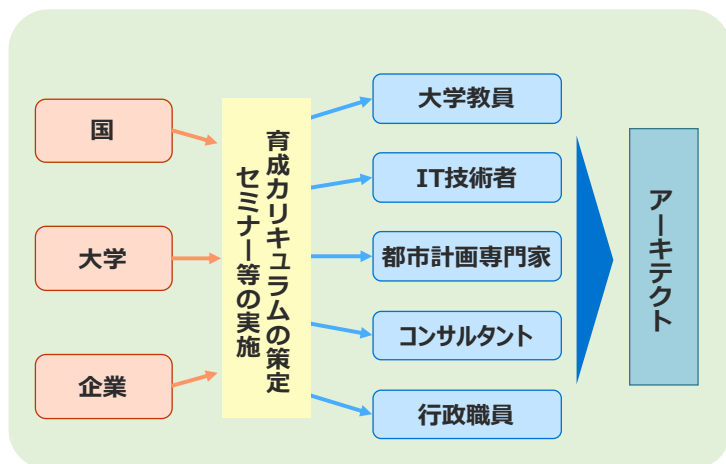 国
大学
企業
育成カリキュラムの策定
セミナー等の実施
大学教員
IT技術者
都市計画専門家
コンサルタント
行政職員
アーキテクト